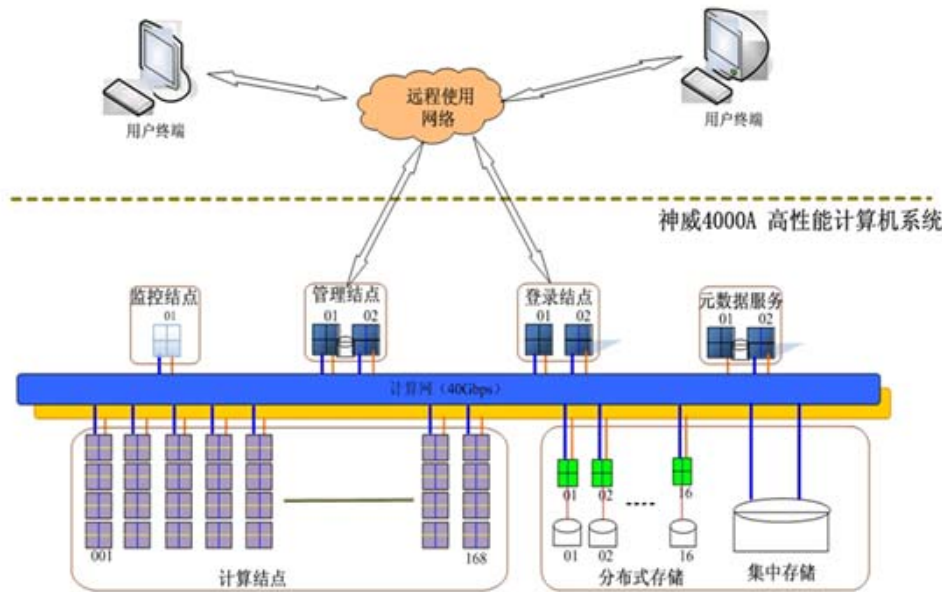 远程使用
网络
用户终端
用户终端
神威4000A 高性能计算机系统
监控结点
01
管理结点
01 02
登录结点
01 02
元数据服务
01 02
计算网（40Gbps）
001
168
计算结点
01 02 16
01 02 16
分布式存储
集中存储